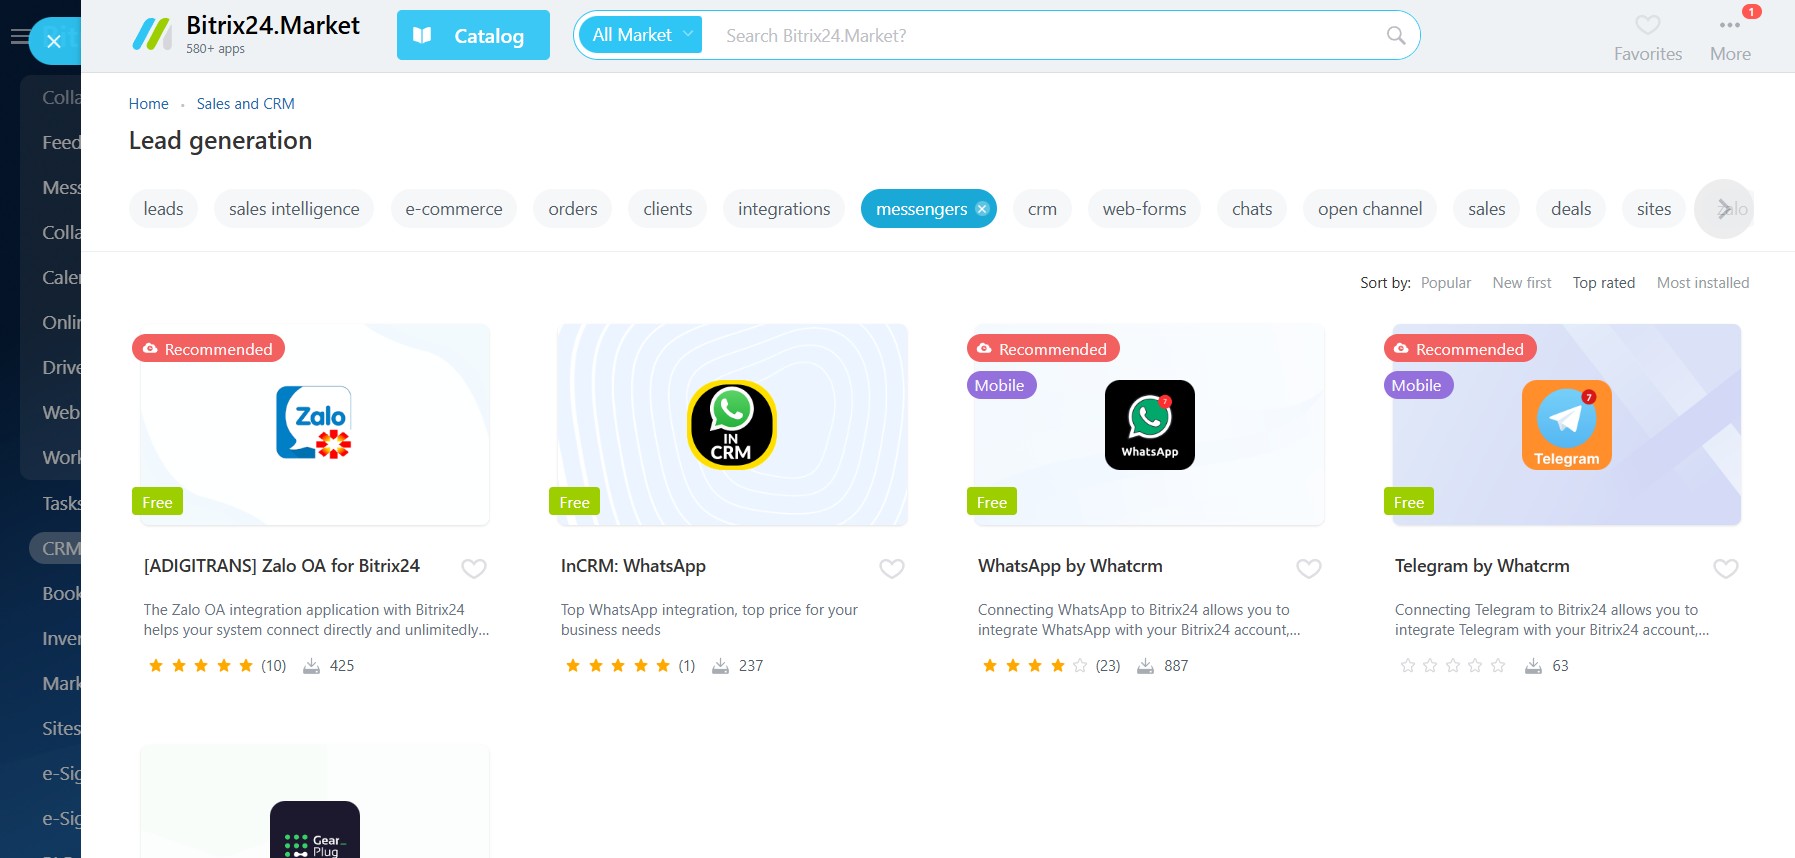 Bitrix24.Market
580+ apps
Catalog
All Market
Search Bitrix24.Market?
Favorites
1
More
Home
Sales and CRM
Lead generation
leads
sales intelligence
e-commerce
orders
clients
integrations
messengers
crm
web-forms
chats
open channel
sales
deals
sites
zalo
Sort by:
Popular
New first
Top rated
Most installed
Colla
Feed
Mess
Colla
Caler
Onlir
Drive
Web
Work
Tasks
CRM
Book
Inver
Mark
Sites
e-Sig
e-Sig
Recommended
Zalo
Free
[ADIGITRANS] Zalo OA for Bitrix24
The Zalo OA integration application with Bitrix24
helps your system connect directly and unlimitedly...
(10)
425
IN
CRM
Free
InCRM: WhatsApp
Top WhatsApp integration, top price for your
business needs
(1)
237
Recommended
Mobile
7
WhatsApp
Free
WhatsApp by Whatcrm
Connecting WhatsApp to Bitrix24 allows you to
integrate WhatsApp with your Bitrix24 account,...
(23)
887
Recommended
Mobile
7
Telegram
Free
Telegram by Whatcrm
Connecting Telegram to Bitrix24 allows you to
integrate Telegram with your Bitrix24 account,...
63
Gear_
Plug